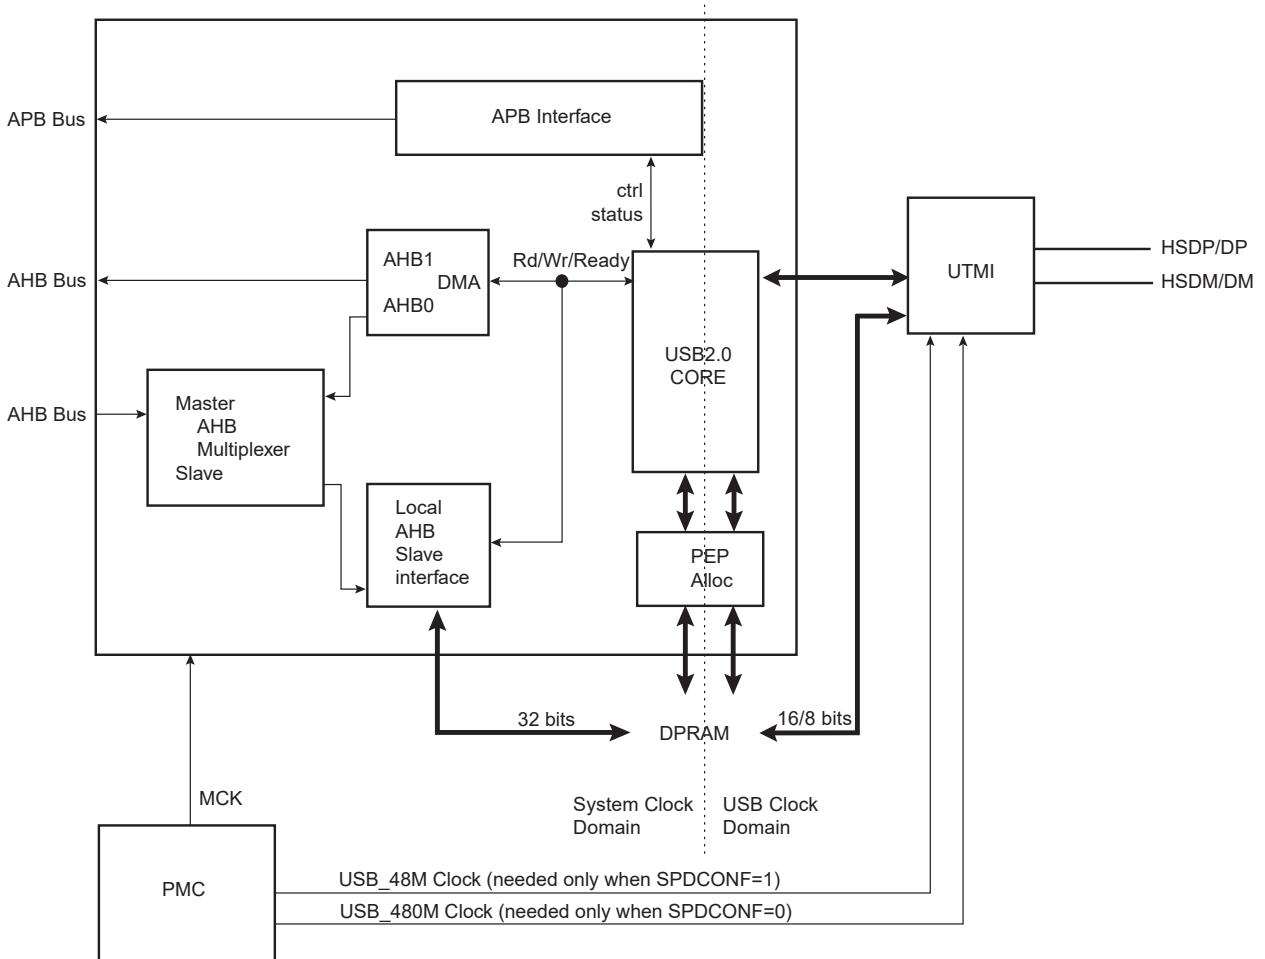 APB Bus
APB Interface
ctrl
status
AHB Bus
AHB1
DMA
AHB0
Rd/Wr/Ready
UTMI
HSDP/DP
HSDM/DM
USB2.0
CORE
AHB Bus
Master
AHB
Multiplexer
Slave
Local
AHB
Slave
interface
PEP
Alloc
32 bits
DPRAM
16/8 bits
MCK
System Clock
Domain
USB Clock
Domain
PMC
USB_48M Clock (needed only when SPDCONF=1)
USB_480M Clock (needed only when SPDCONF=0)